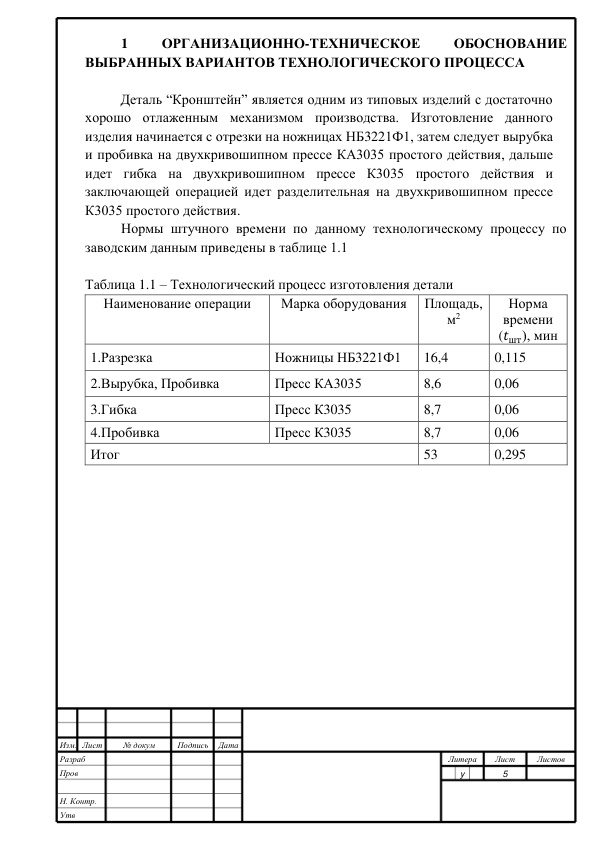 1 ОРГАНИЗАЦИОННО-ТЕХНИЧЕСКОЕ ОБОСНОВАНИЕ
ВЫБРАННЫХ ВАРИАНТОВ ТЕХНОЛОГИЧЕСКОГО ПРОЦЕССА
Деталь “Кронштейн” является одним из типовых изделий с достаточно
хорошо отлаженным механизмом производства. Изготовление данного
изделия начинается с отрезки на ножницах НБ3221Ф1, затем следует вырубка
и пробивка на двухкривошипном прессе КА3035 простого действия, дальше
идет гибка на двухкривошипном прессе К3035 простого действия и
заключающей операцией идет разделительная на двухкривошипном прессе
К3035 простого действия.
Нормы штучного времени по данному технологическому процессу по
заводским данным приведены в таблице 1.1
Таблица 1.1 – Технологический процесс изготовления детали
Наименование операции Марка оборудования Площадь, м² Норма времени (tшт), мин
1.Разрезка Ножницы НБ3221Ф1 16,4 0,115
2.Вырубка, Пробивка Пресс КА3035 8,6 0,06
3.Гибка Пресс К3035 8,7 0,06
4.Пробивка Пресс К3035 8,7 0,06
Итог 53 0,295
Изм. Лист № докум Подпись Дата
Разраб Литера Лист Листов
Пров у 5
Н. Контр.
Утв